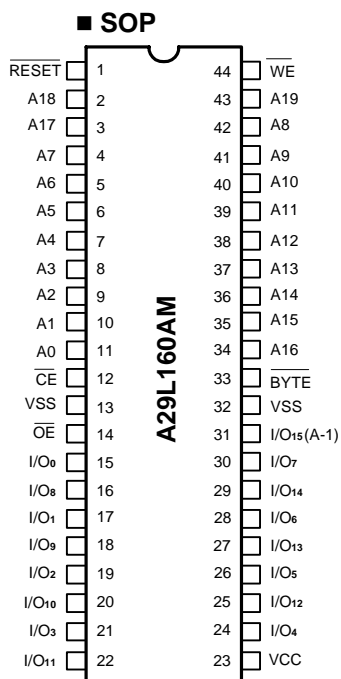 ■ SOP
RESET 1 44 WE
A18 2 43 A19
A17 3 42 A8
A7 4 41 A9
A6 5 40 A10
A5 6 39 A11
A4 7 38 A12
A3 8 37 A13
A2 9 36 A14
A1 10 35 A15
A0 11 34 A16
CE 12 33 BYTE
VSS 13 32 VSS
OE 14 31 I/O15(A-1)
I/O0 15 30 I/O7
I/O8 16 29 I/O14
I/O1 17 28 I/O6
I/O9 18 27 I/O13
I/O2 19 26 I/O5
I/O10 20 25 I/O12
I/O3 21 24 I/O4
I/O11 22 23 VCC
A29L160AM